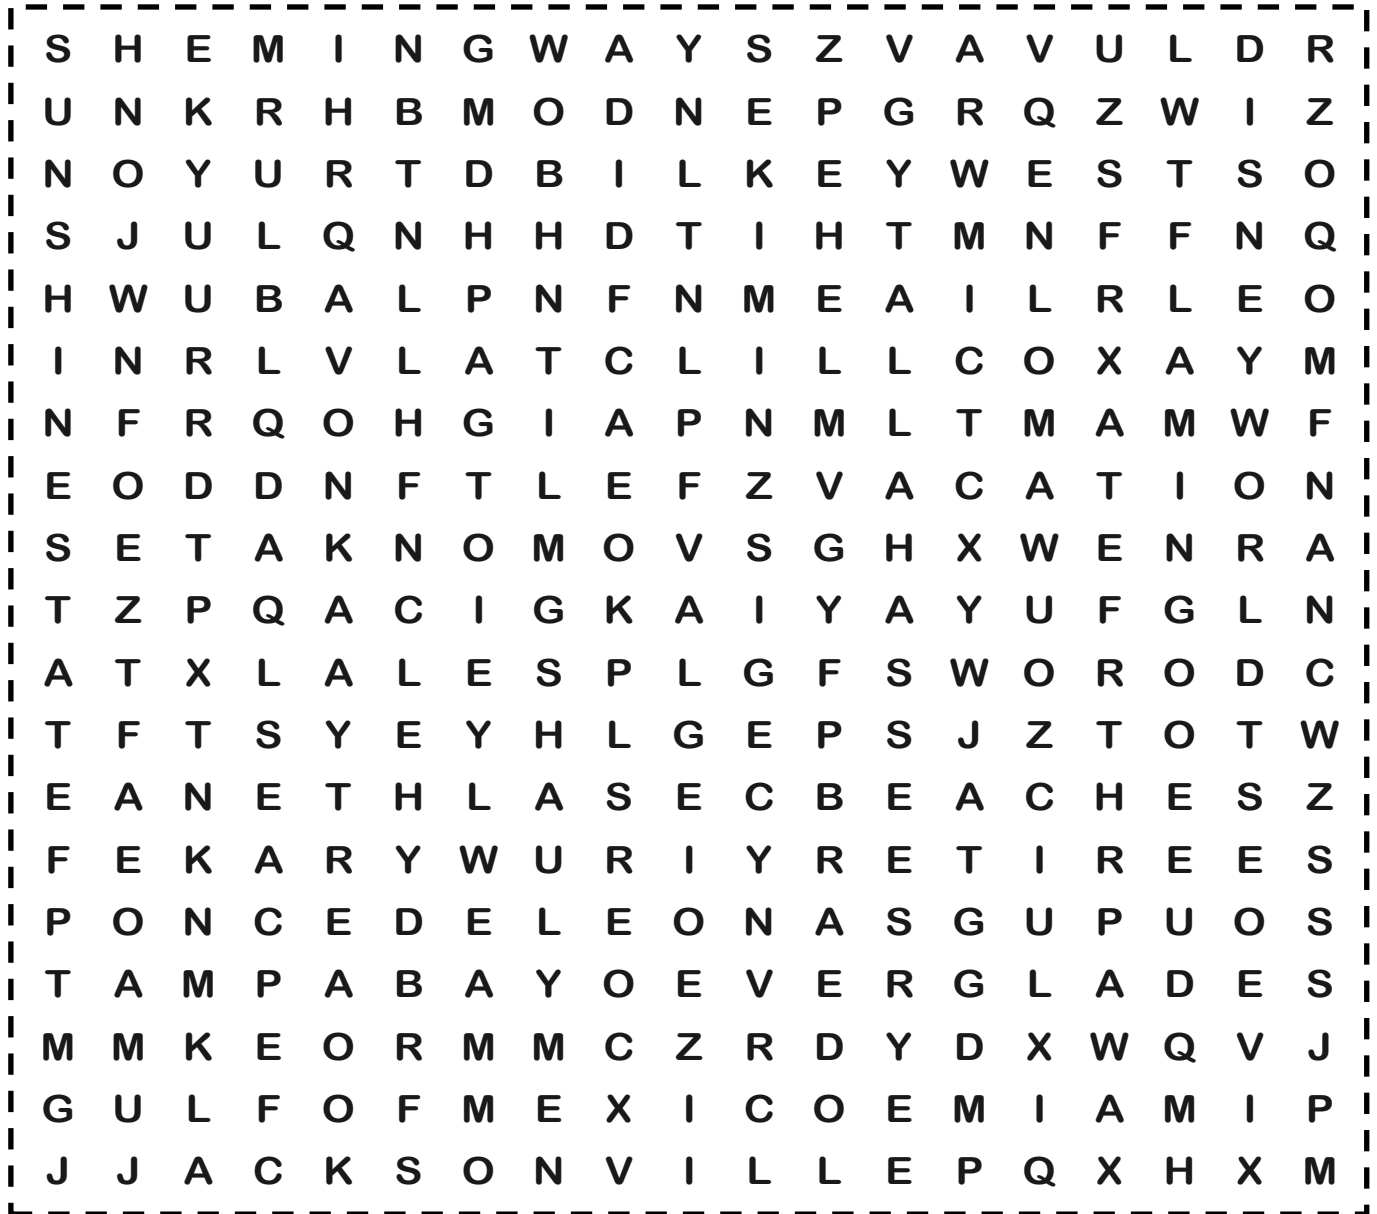 S H E M I N G W A Y S Z V A V U L D R
U N K R H B M O D N E P G R Q Z W I Z
N O Y U R T D B I L K E Y W E S T S O
S J U L Q N H H D T I H T M N F F N Q
H W U B A L P N F N M E A I L R L E O
I N R L V L A T C L I L L C O X A Y M
N F R Q O H G I A P N M L T M A M W F
E O D D N F T L E F Z V A C A T I O N
S E T A K N O M O V S G H X W E N R A
T Z P Q A C I G K A I Y A Y U F G L N
A T X L A L E S P L G F S W O R O D C
T F T S Y E Y H L G E P S J Z T O T W
E A N E T H L A S E C B E A C H E S Z
F E K A R Y W U R I Y R E T I R E E S
P O N C E D E L E O N A S G U P U O S
T A M P A B A Y O E V E R G L A D E S
M M K E O R M M C Z R D Y D X W Q V J
G U L F O F M E X I C O E M I A M I P
J J A C K S O N V I L L E P Q X H X M